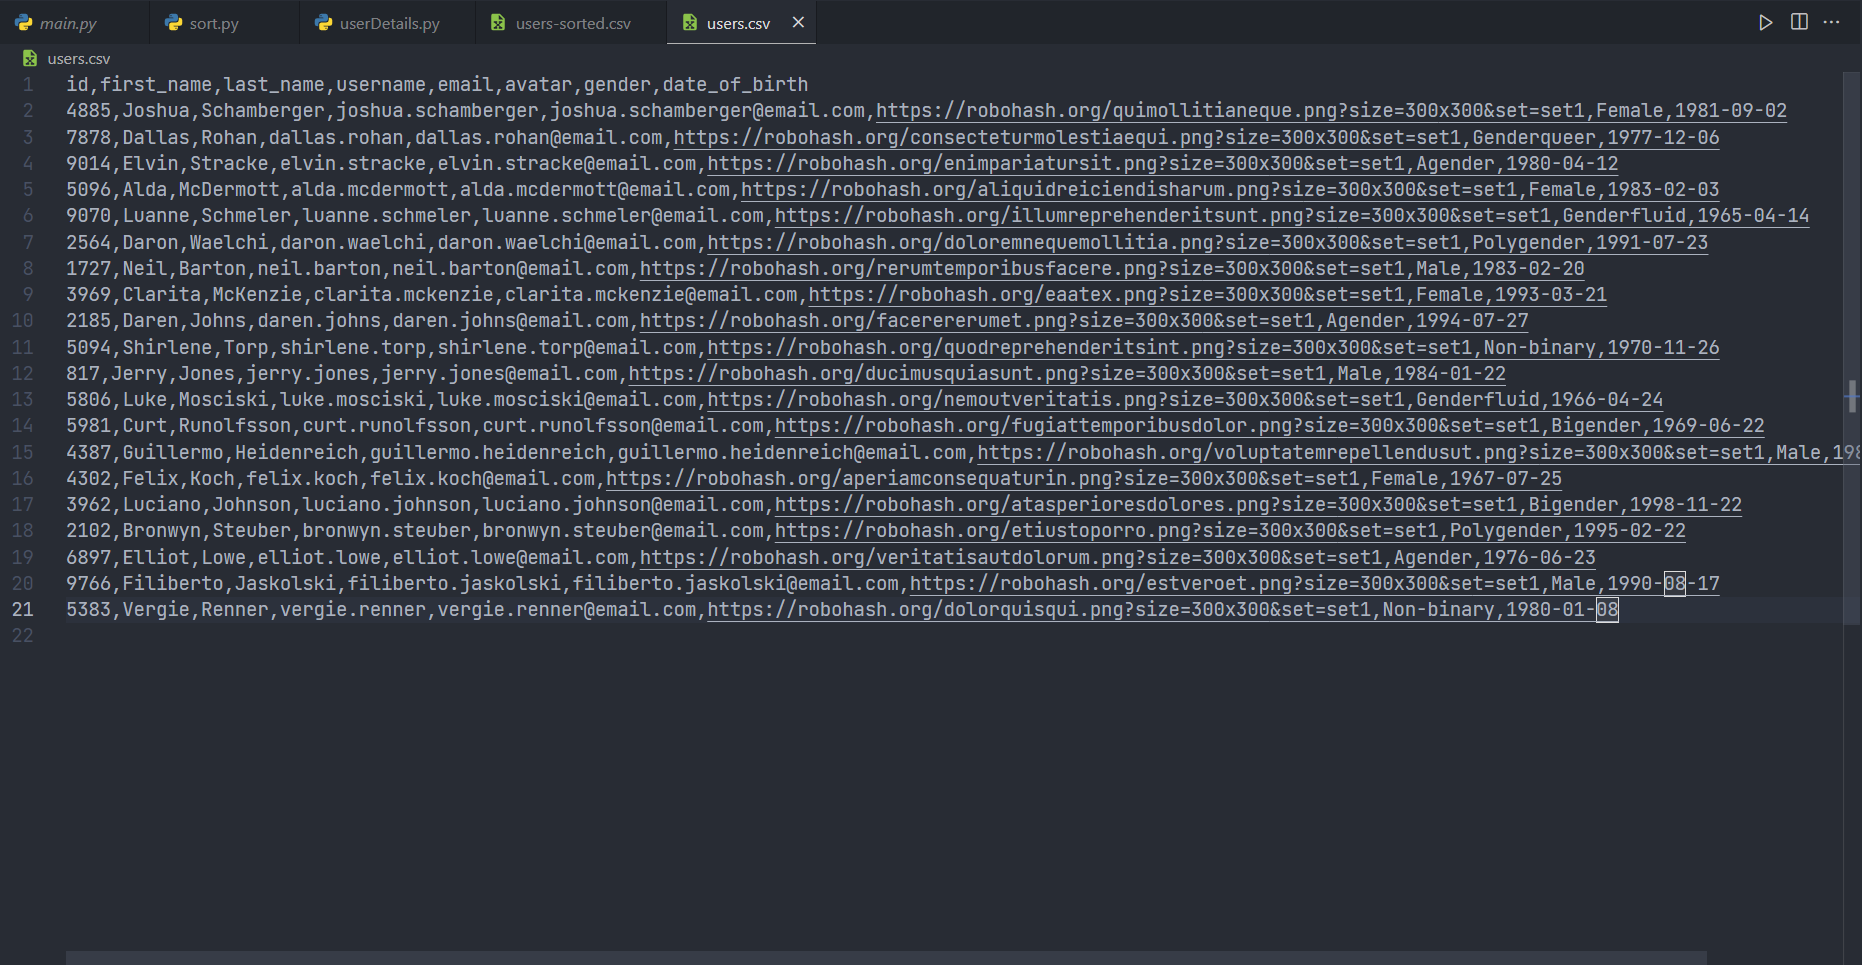 main.py sort.py userDetails.py users-sorted.csv users.csv
users.csv
1 id,first_name,last_name,username,email,avatar,gender,date_of_birth
2 4885,Joshua,Schamberger,joshua.schamberger,joshua.schamberger@email.com,https://robohash.org/quimollitianeque.png?size=300x300&set=set1,Female,1981-09-02
3 7878,Dallas,Rohan,dallas.rohan,dallas.rohan@email.com,https://robohash.org/consecteturmolestiaequi.png?size=300x300&set=set1,Genderqueer,1977-12-06
4 9014,Elvin,Stracke,elvin.stracke,elvin.stracke@email.com,https://robohash.org/enimpariatursit.png?size=300x300&set=set1,Agender,1980-04-12
5 5096,Alda,McDermott,alda.mcdermott,alda.mcdermott@email.com,https://robohash.org/aliquidreiciendisharum.png?size=300x300&set=set1,Female,1983-02-03
6 9070,Luanne,Schmeler,luanne.schmeler,luanne.schmeler@email.com,https://robohash.org/illumreprehenderitsunt.png?size=300x300&set=set1,Genderfluid,1965-04-14
7 2564,Daron,Waelchi,daron.waelchi,daron.waelchi@email.com,https://robohash.org/doloremnequemollitia.png?size=300x300&set=set1,Polygender,1991-07-23
8 1727,Neil,Barton,neil.barton,neil.barton@email.com,https://robohash.org/rerumtemporibusfacere.png?size=300x300&set=set1,Male,1983-02-20
9 3969,Clarita,McKenzie,clarita.mckenzie,clarita.mckenzie@email.com,https://robohash.org/eaatex.png?size=300x300&set=set1,Female,1993-03-21
10 2185,Daren,Johns,daren.johns,daren.johns@email.com,https://robohash.org/facerererumet.png?size=300x300&set=set1,Agender,1994-07-27
11 5094,Shirlene,Torp,shirlene.torp,shirlene.torp@email.com,https://robohash.org/quodreprehenderitsint.png?size=300x300&set=set1,Non-binary,1970-11-26
12 817,Jerry,Jones,jerry.jones,jerry.jones@email.com,https://robohash.org/ducimusquiasunt.png?size=300x300&set=set1,Male,1984-01-22
13 5806,Luke,Mosciski,luke.mosciski,luke.mosciski@email.com,https://robohash.org/nemoutveritatis.png?size=300x300&set=set1,Genderfluid,1966-04-24
14 5981,Curt,Runolfsson,curt.runolfsson,curt.runolfsson@email.com,https://robohash.org/fugiattemporibusdolor.png?size=300x300&set=set1,Bigender,1969-06-22
15 4387,Guillermo,Heidenreich,guillermo.heidenreich,guillermo.heidenreich@email.com,https://robohash.org/voluptatemrepellendusut.png?size=300x300&set=set1,Male,198
16 4302,Felix,Koch,felix.koch,felix.koch@email.com,https://robohash.org/aperiamconsequaturin.png?size=300x300&set=set1,Female,1967-07-25
17 3962,Luciano,Johnson,luciano.johnson,luciano.johnson@email.com,https://robohash.org/atasperioresdolores.png?size=300x300&set=set1,Bigender,1998-11-22
18 2102,Bronwyn,Steuber,bronwyn.steuber,bronwyn.steuber@email.com,https://robohash.org/etiustoporro.png?size=300x300&set=set1,Polygender,1995-02-22
19 6897,Elliot,Lowe,elliot.lowe,elliot.lowe@email.com,https://robohash.org/veritatisautdolorum.png?size=300x300&set=set1,Agender,1976-06-23
20 9766,Filiberto,Jaskolski,filiberto.jaskolski,filiberto.jaskolski@email.com,https://robohash.org/estveroet.png?size=300x300&set=set1,Male,1990-08-17
21 5383,Vergie,Renner,vergie.renner,vergie.renner@email.com,https://robohash.org/dolorquisqui.png?size=300x300&set=set1,Non-binary,1980-01-08
22